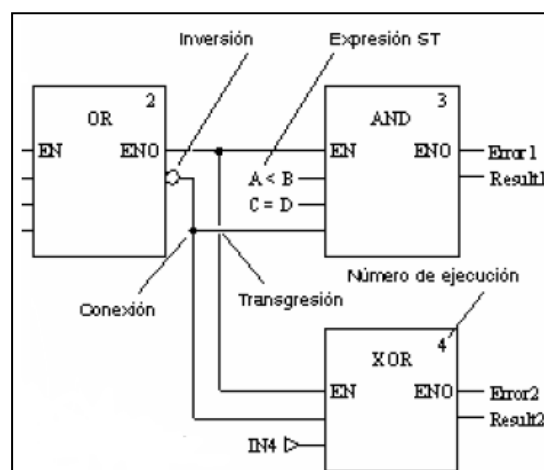 Inversión
Expresión ST
2
OR
EN
ENO
3
AND
EN
ENO
Error1
A < B
Result1
C = D
Conexión
Transgresión
Número de ejecución
4
XOR
EN
ENO
Error2
Result2
IN4